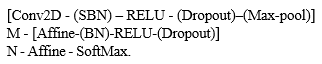 [Conv2D - (SBN) – RELU - (Dropout)–(Max-pool)]
M - [Affine-(BN)-RELU-(Dropout)]
N - Affine - SoftMax.